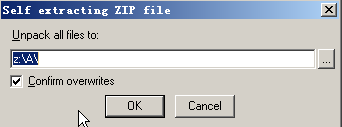 Self extracting ZIP file
Unpack all files to:
z:\A\
...
Confirm overwrites
OK
Cancel